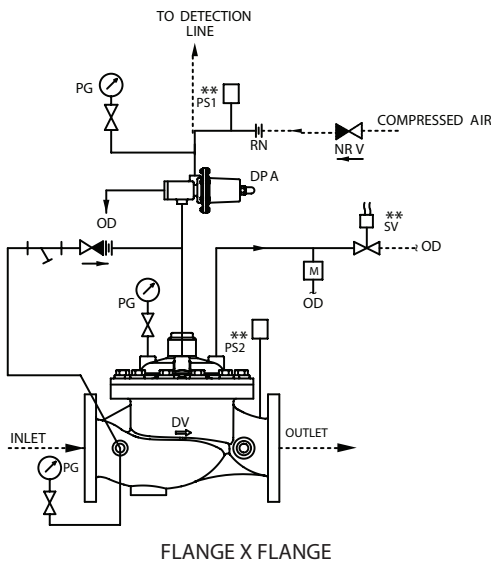 TO DETECTION
LINE
PG
**
PS1
COMPRESSED AIR
RN
NR V
DP A
OD
**
SV
OD
M
OD
PG
**
PS2
DV
INLET
OUTLET
PG
FLANGE X FLANGE